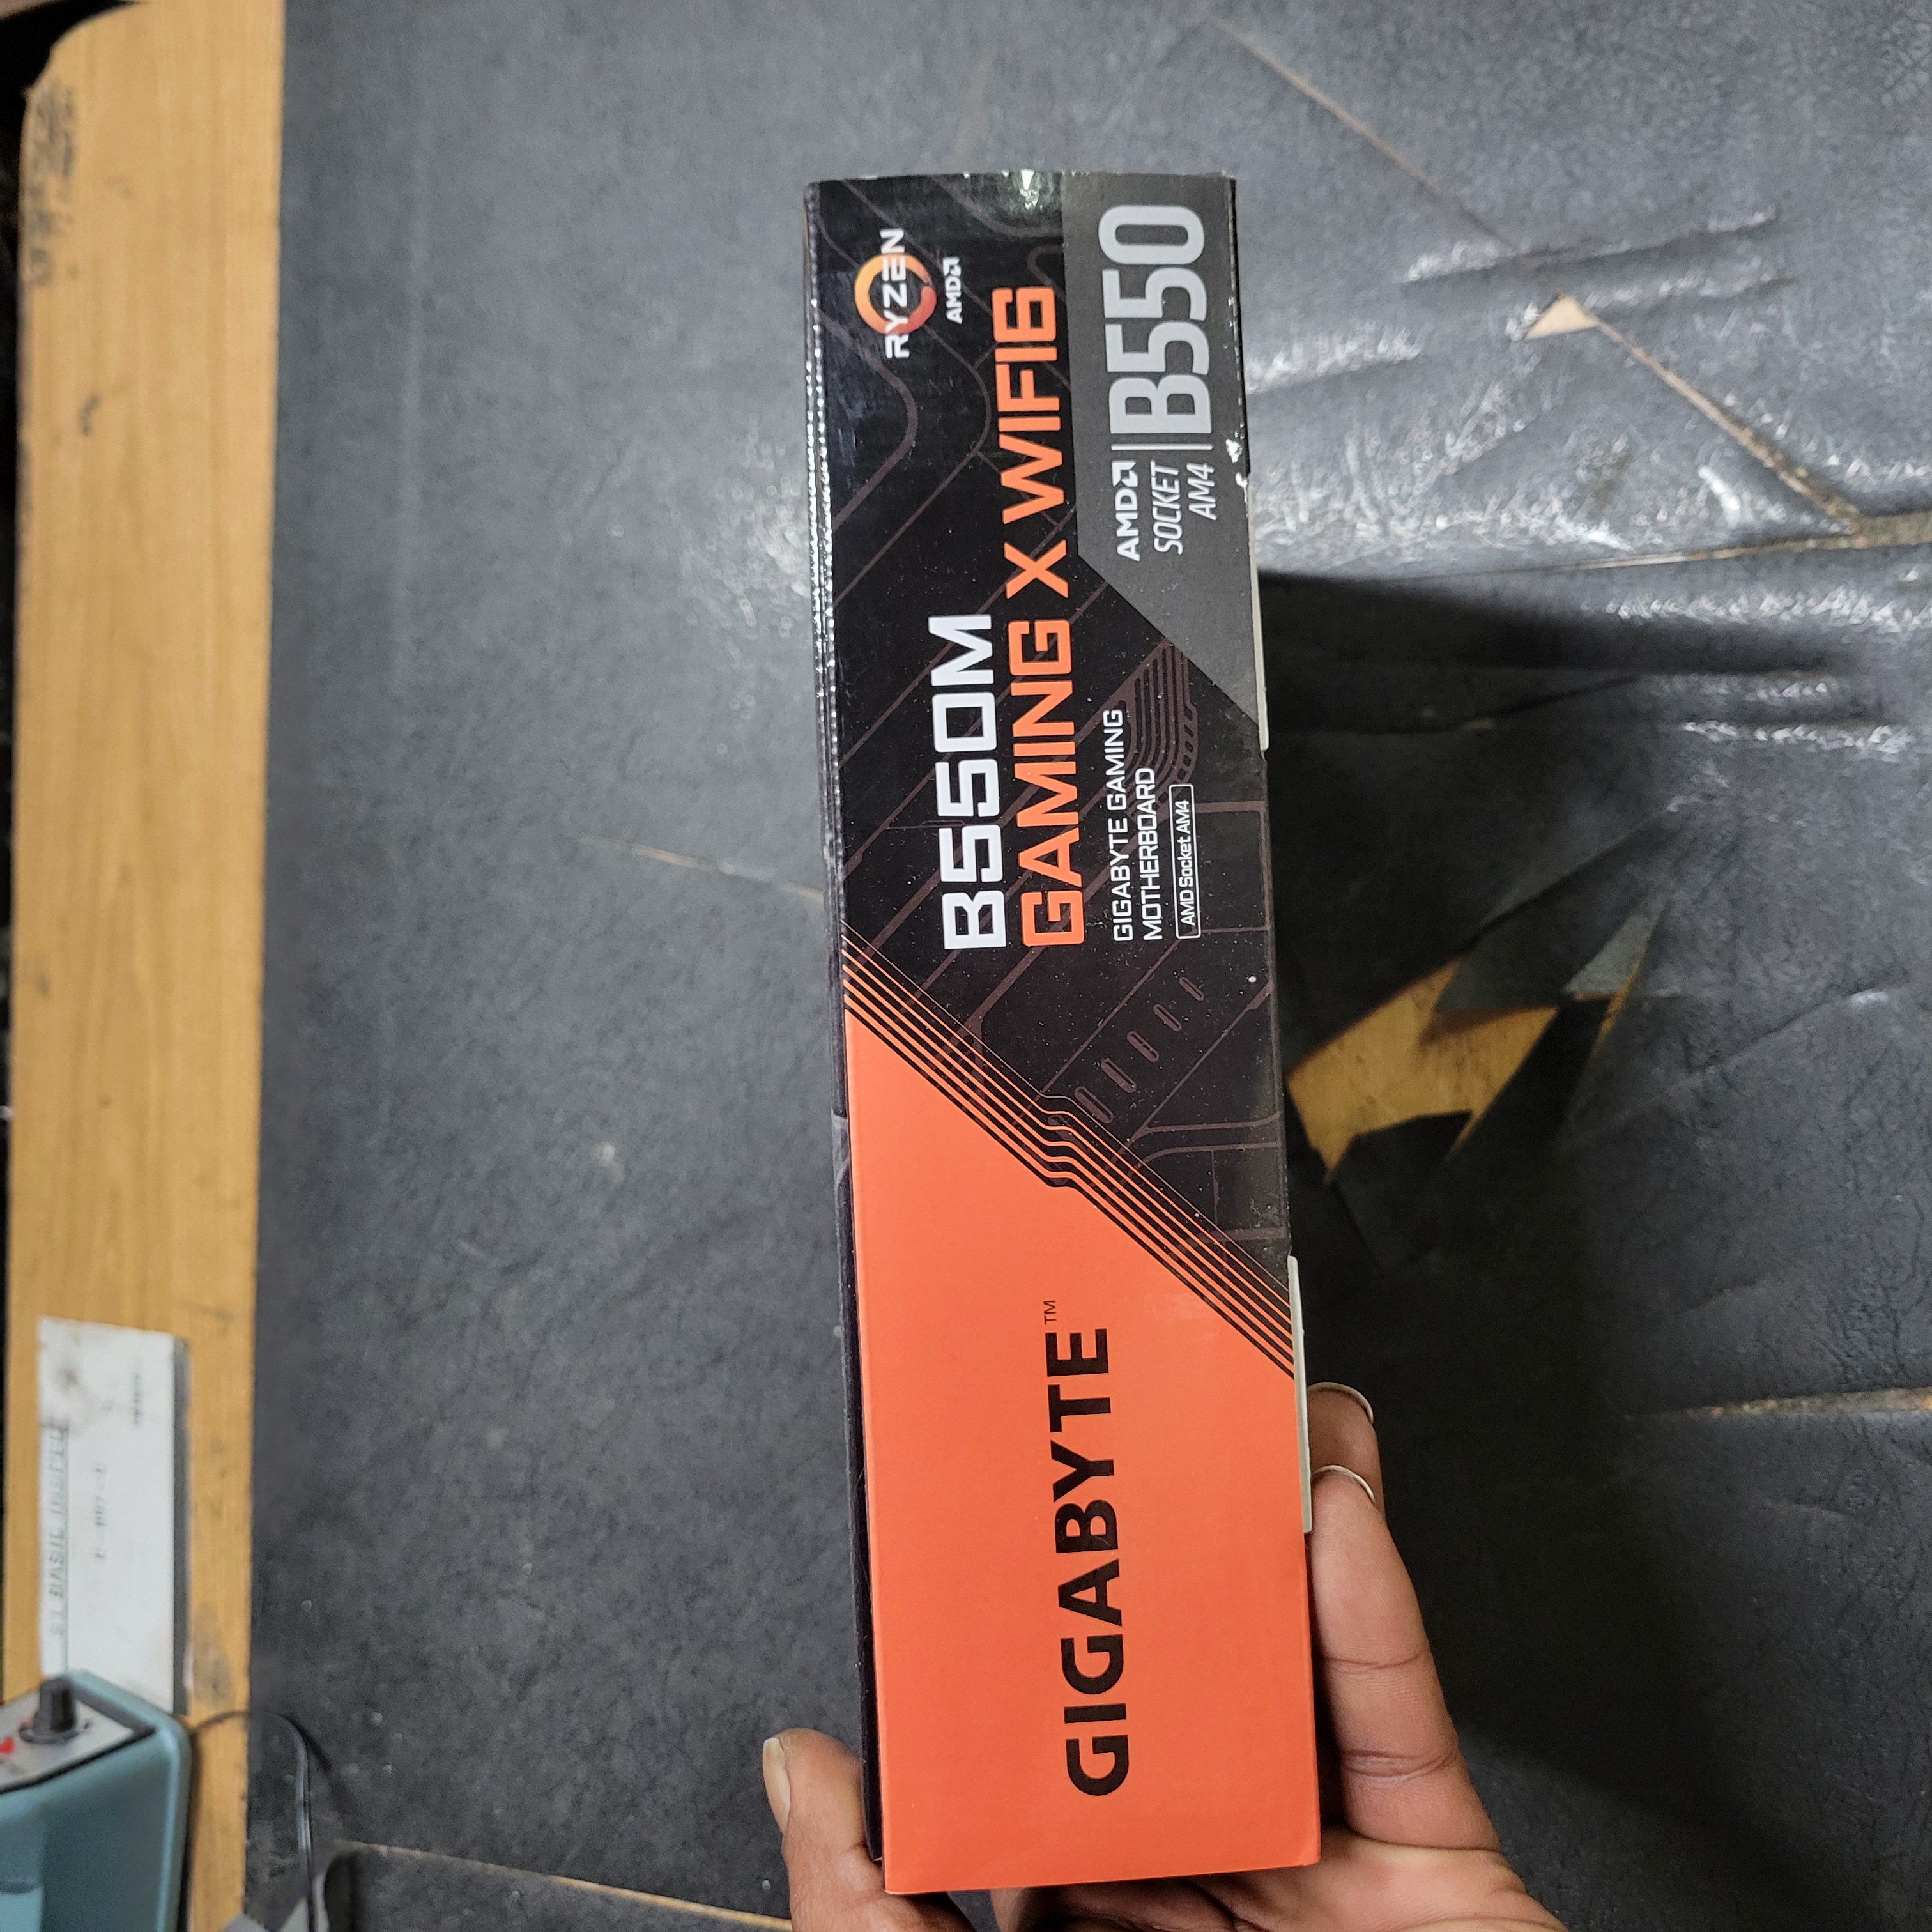 GIGABYTE™
B550M
GAMING X WIFI6
GIGABYTE GAMING
MOTHERBOARD
AMD Socket AM4
RYZEN
AMD
AMD
SOCKET
AM4
B550